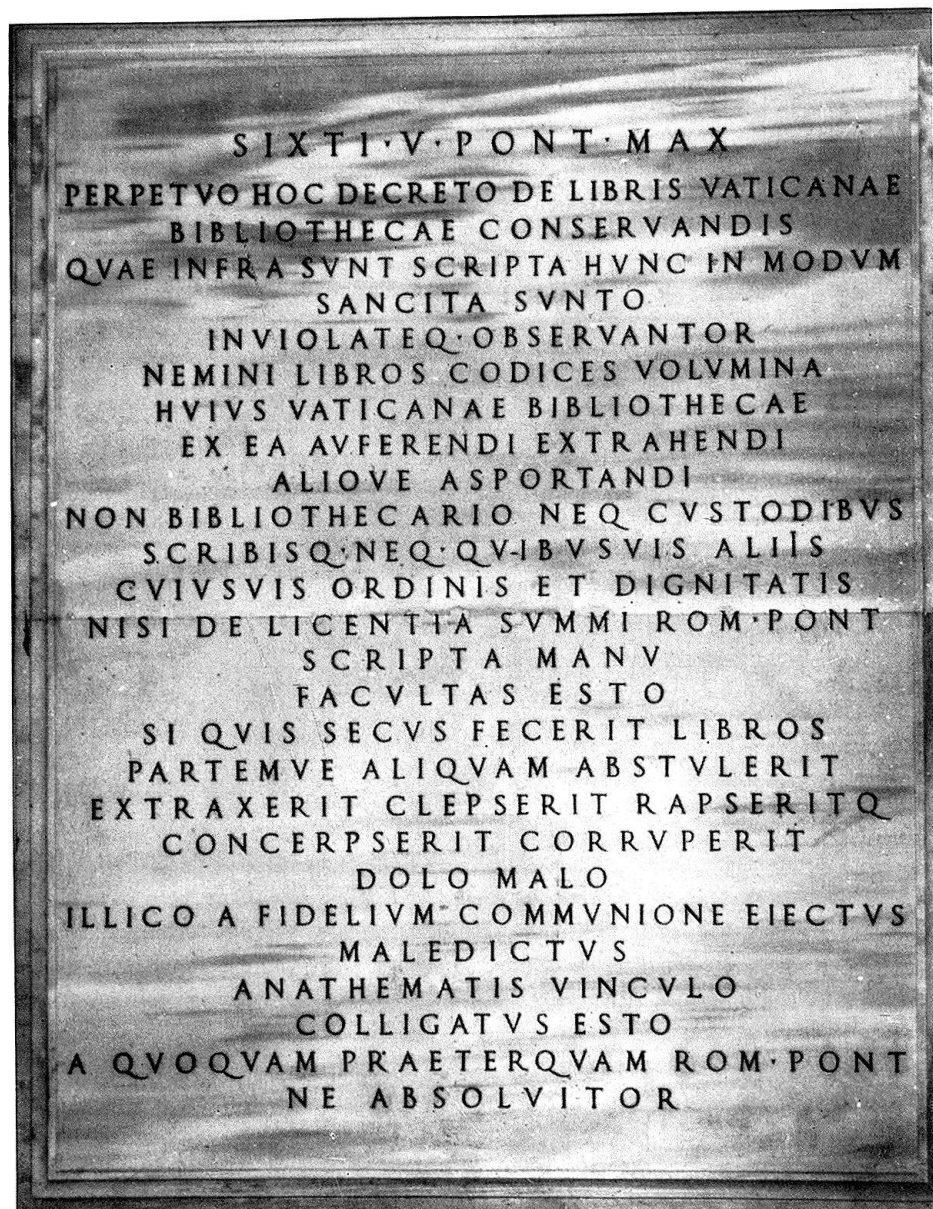 SIXTI·V·PONT·MAX
PERPETVO HOC DECRETO DE LIBRIS VATICANAE
BIBLIOTHECAE CONSERVANDIS
QVAE INFRA SVNT SCRIPTA HVNC IN MODVM
SANCITA SVNTO
INVIOLATEQ·OBSERVANTOR
NEMINI LIBROS CODICES VOLVMINA
HVIVS VATICANAE BIBLIOTHECAE
EX EA AVFERENDI EXTRAHENDI
ALIOVE ASPORTANDI
NON BIBLIOTHECARIO NEQ CVSTODIBVS
SCRIBISQ·NEQ·QVIBVSVIS ALIIS
CVIVSVIS ORDINIS ET DIGNITATIS
NISI DE LICENTIA SVMMI ROM·PONT
SCRIPTA MANV
FACVLTAS ESTO
SI QVIS SECVS FECERIT LIBROS
PARTEMVE ALIQVAM ABSTVLERIT
EXTRAXERIT CLEPSERIT RAPSERITQ
CONCERPSERIT CORRVPERIT
DOLO MALO
ILLICO A FIDELIVM COMMVNIONE EIECTVS
MALEDICTVS
ANATHEMATIS VINCVLO
COLLIGATVS ESTO
A QVOQVAM PRAETERQVAM ROM·PONT
NE ABSOLVITOR